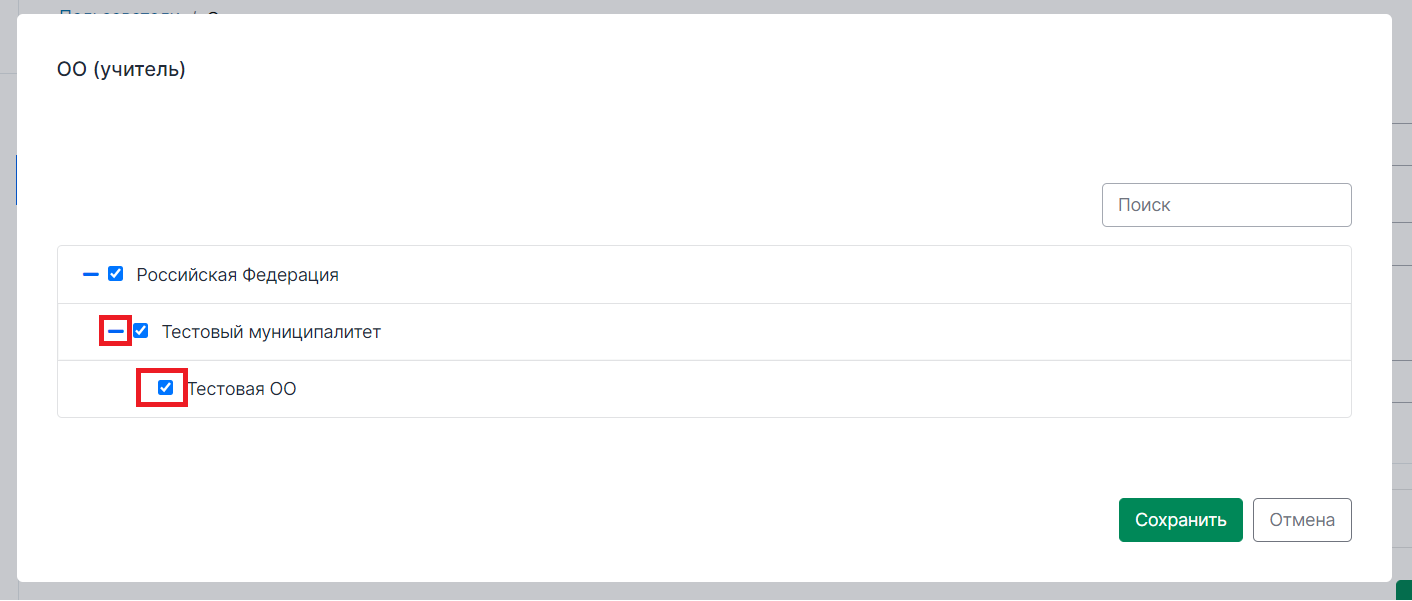 ОО (учитель)
Поиск
Российская Федерация
Тестовый муниципалитет
Тестовая ОО
Сохранить
Отмена